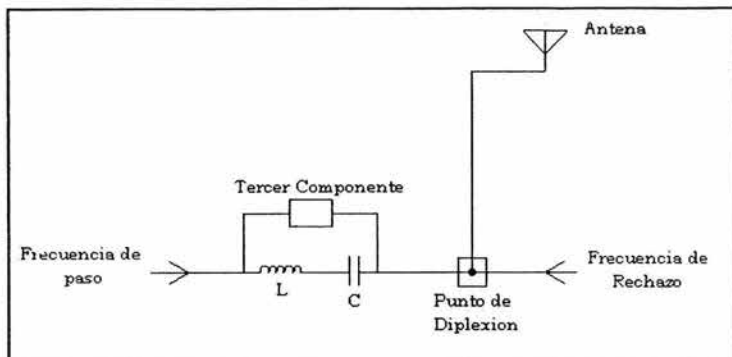 Antena
Tercer Componente
Frecuencia de
paso
L
C
Punto de
Diplexion
Frecuencia de
Rechazo